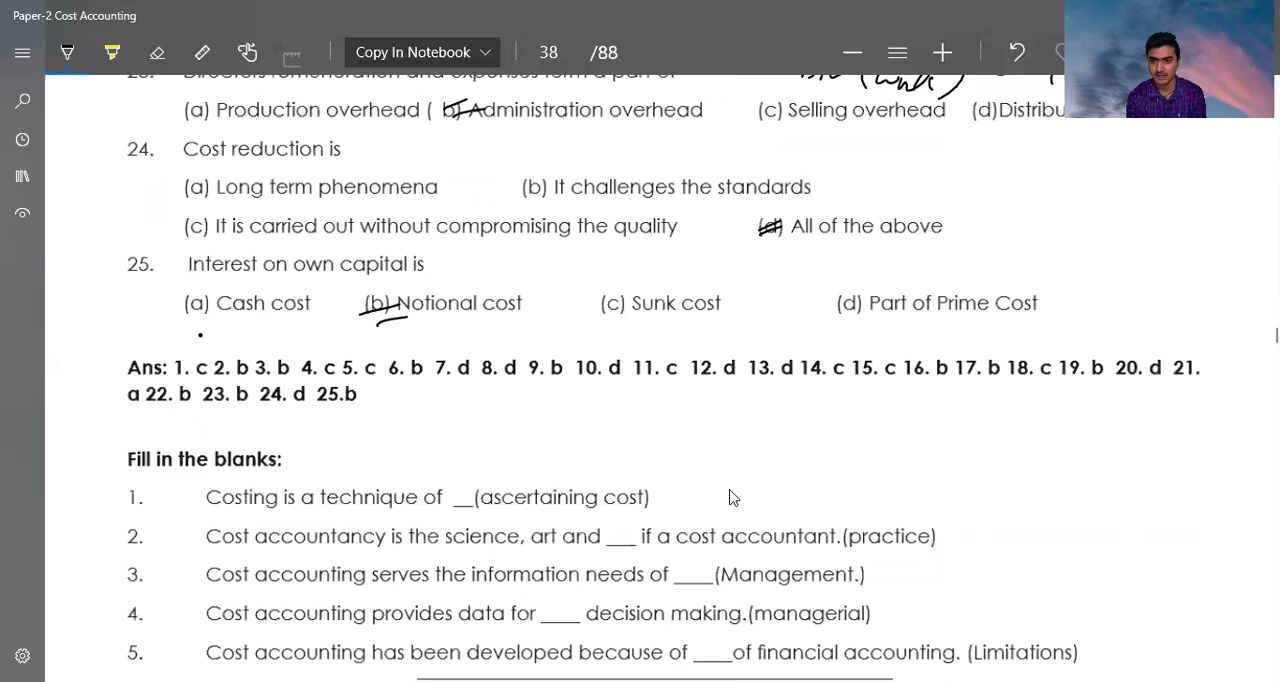 Paper-2 Cost Accounting
Copy In Notebook 38 /88
Directors remuneration and expenses form a part of
(a) Production overhead ( b) Administration overhead (c) Selling overhead (d)Distribu
24. Cost reduction is
(a) Long term phenomena (b) It challenges the standards
(c) It is carried out without compromising the quality (d) All of the above
25. Interest on own capital is
(a) Cash cost (b) Notional cost (c) Sunk cost (d) Part of Prime Cost
Ans: 1. c 2. b 3. b 4. c 5. c 6. b 7. d 8. d 9. b 10. d 11. c 12. d 13. d 14. c 15. c 16. b 17. b 18. c 19. b 20. d 21.
a 22. b 23. b 24. d 25.b
Fill in the blanks:
1. Costing is a technique of __(ascertaining cost)
2. Cost accountancy is the science, art and ___ if a cost accountant.(practice)
3. Cost accounting serves the information needs of ____(Management.)
4. Cost accounting provides data for ____ decision making.(managerial)
5. Cost accounting has been developed because of ____of financial accounting. (Limitations)